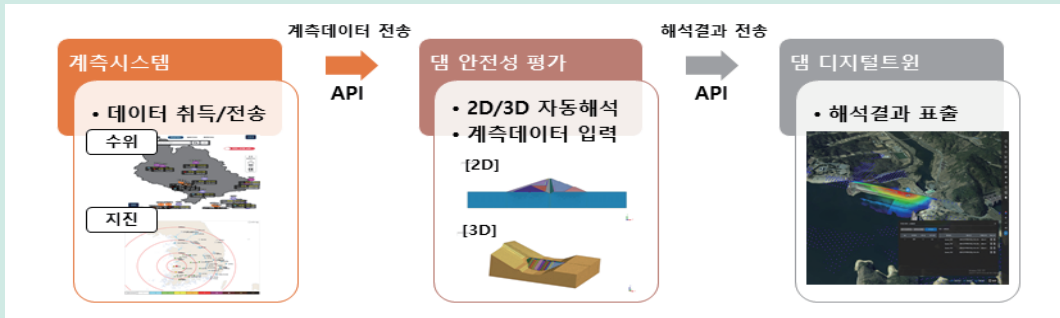 계측데이터 전송
해석결과 전송
계측시스템
API
댐 안전성 평가
API
댐 디지털트윈
• 데이터 취득/전송
수위
지진
• 2D/3D 자동해석
• 계측데이터 입력
[2D]
[3D]
• 해석결과 표출